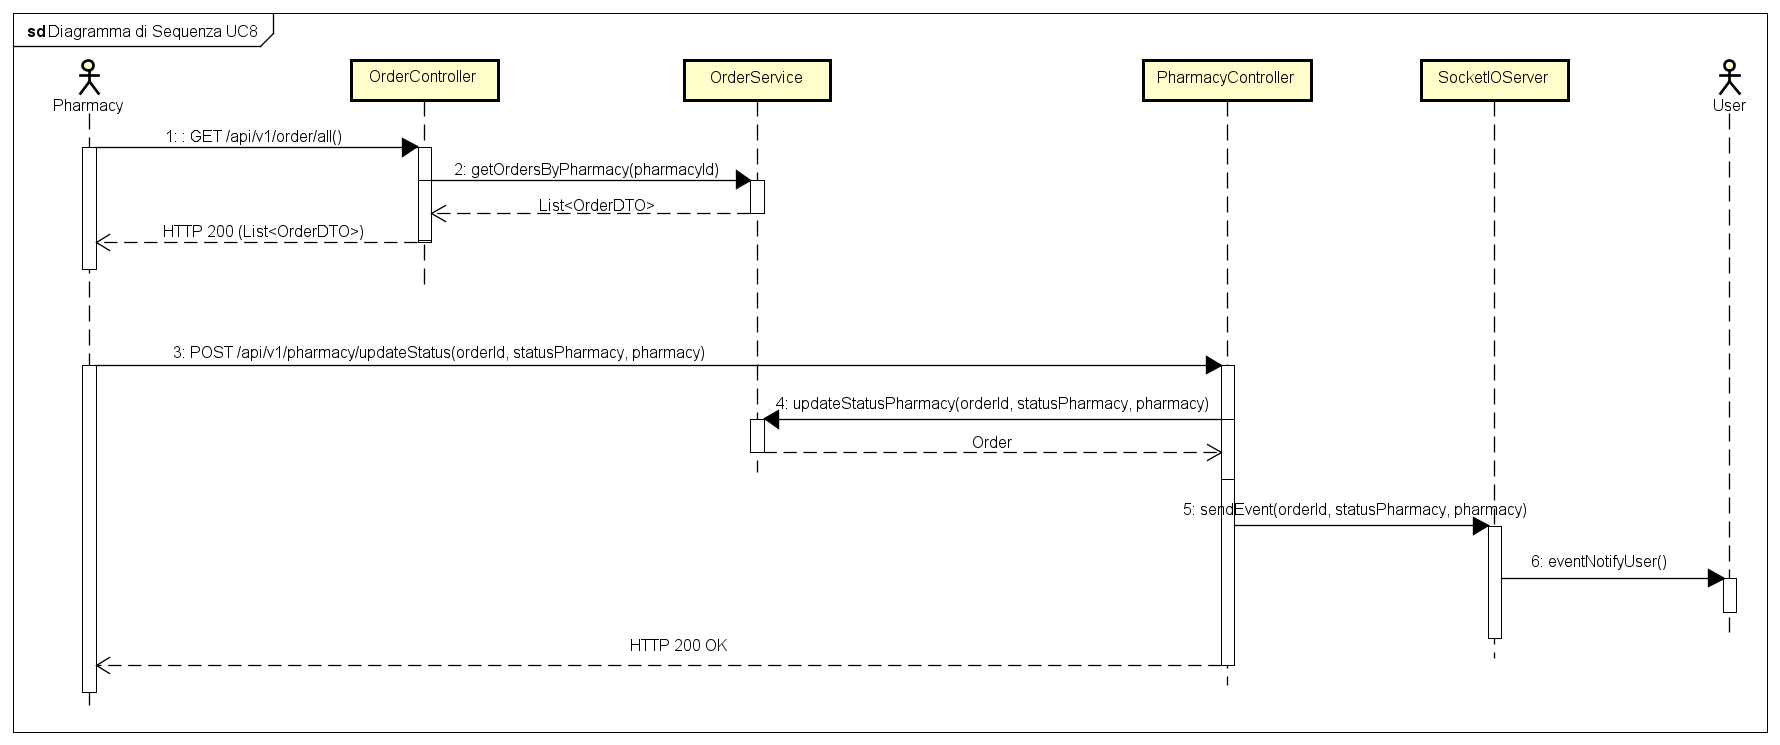 sd Diagramma di Sequenza UC8
Pharmacy
OrderController
OrderService
PharmacyController
SocketIOServer
User
1: : GET /api/v1/order/all()
2: getOrdersByPharmacy(pharmacyId)
List<OrderDTO>
HTTP 200 (List<OrderDTO>)
3: POST /api/v1/pharmacy/updateStatus(orderId, statusPharmacy, pharmacy)
4: updateStatusPharmacy(orderId, statusPharmacy, pharmacy)
Order
5: sendEvent(orderId, statusPharmacy, pharmacy)
6: eventNotifyUser()
HTTP 200 OK